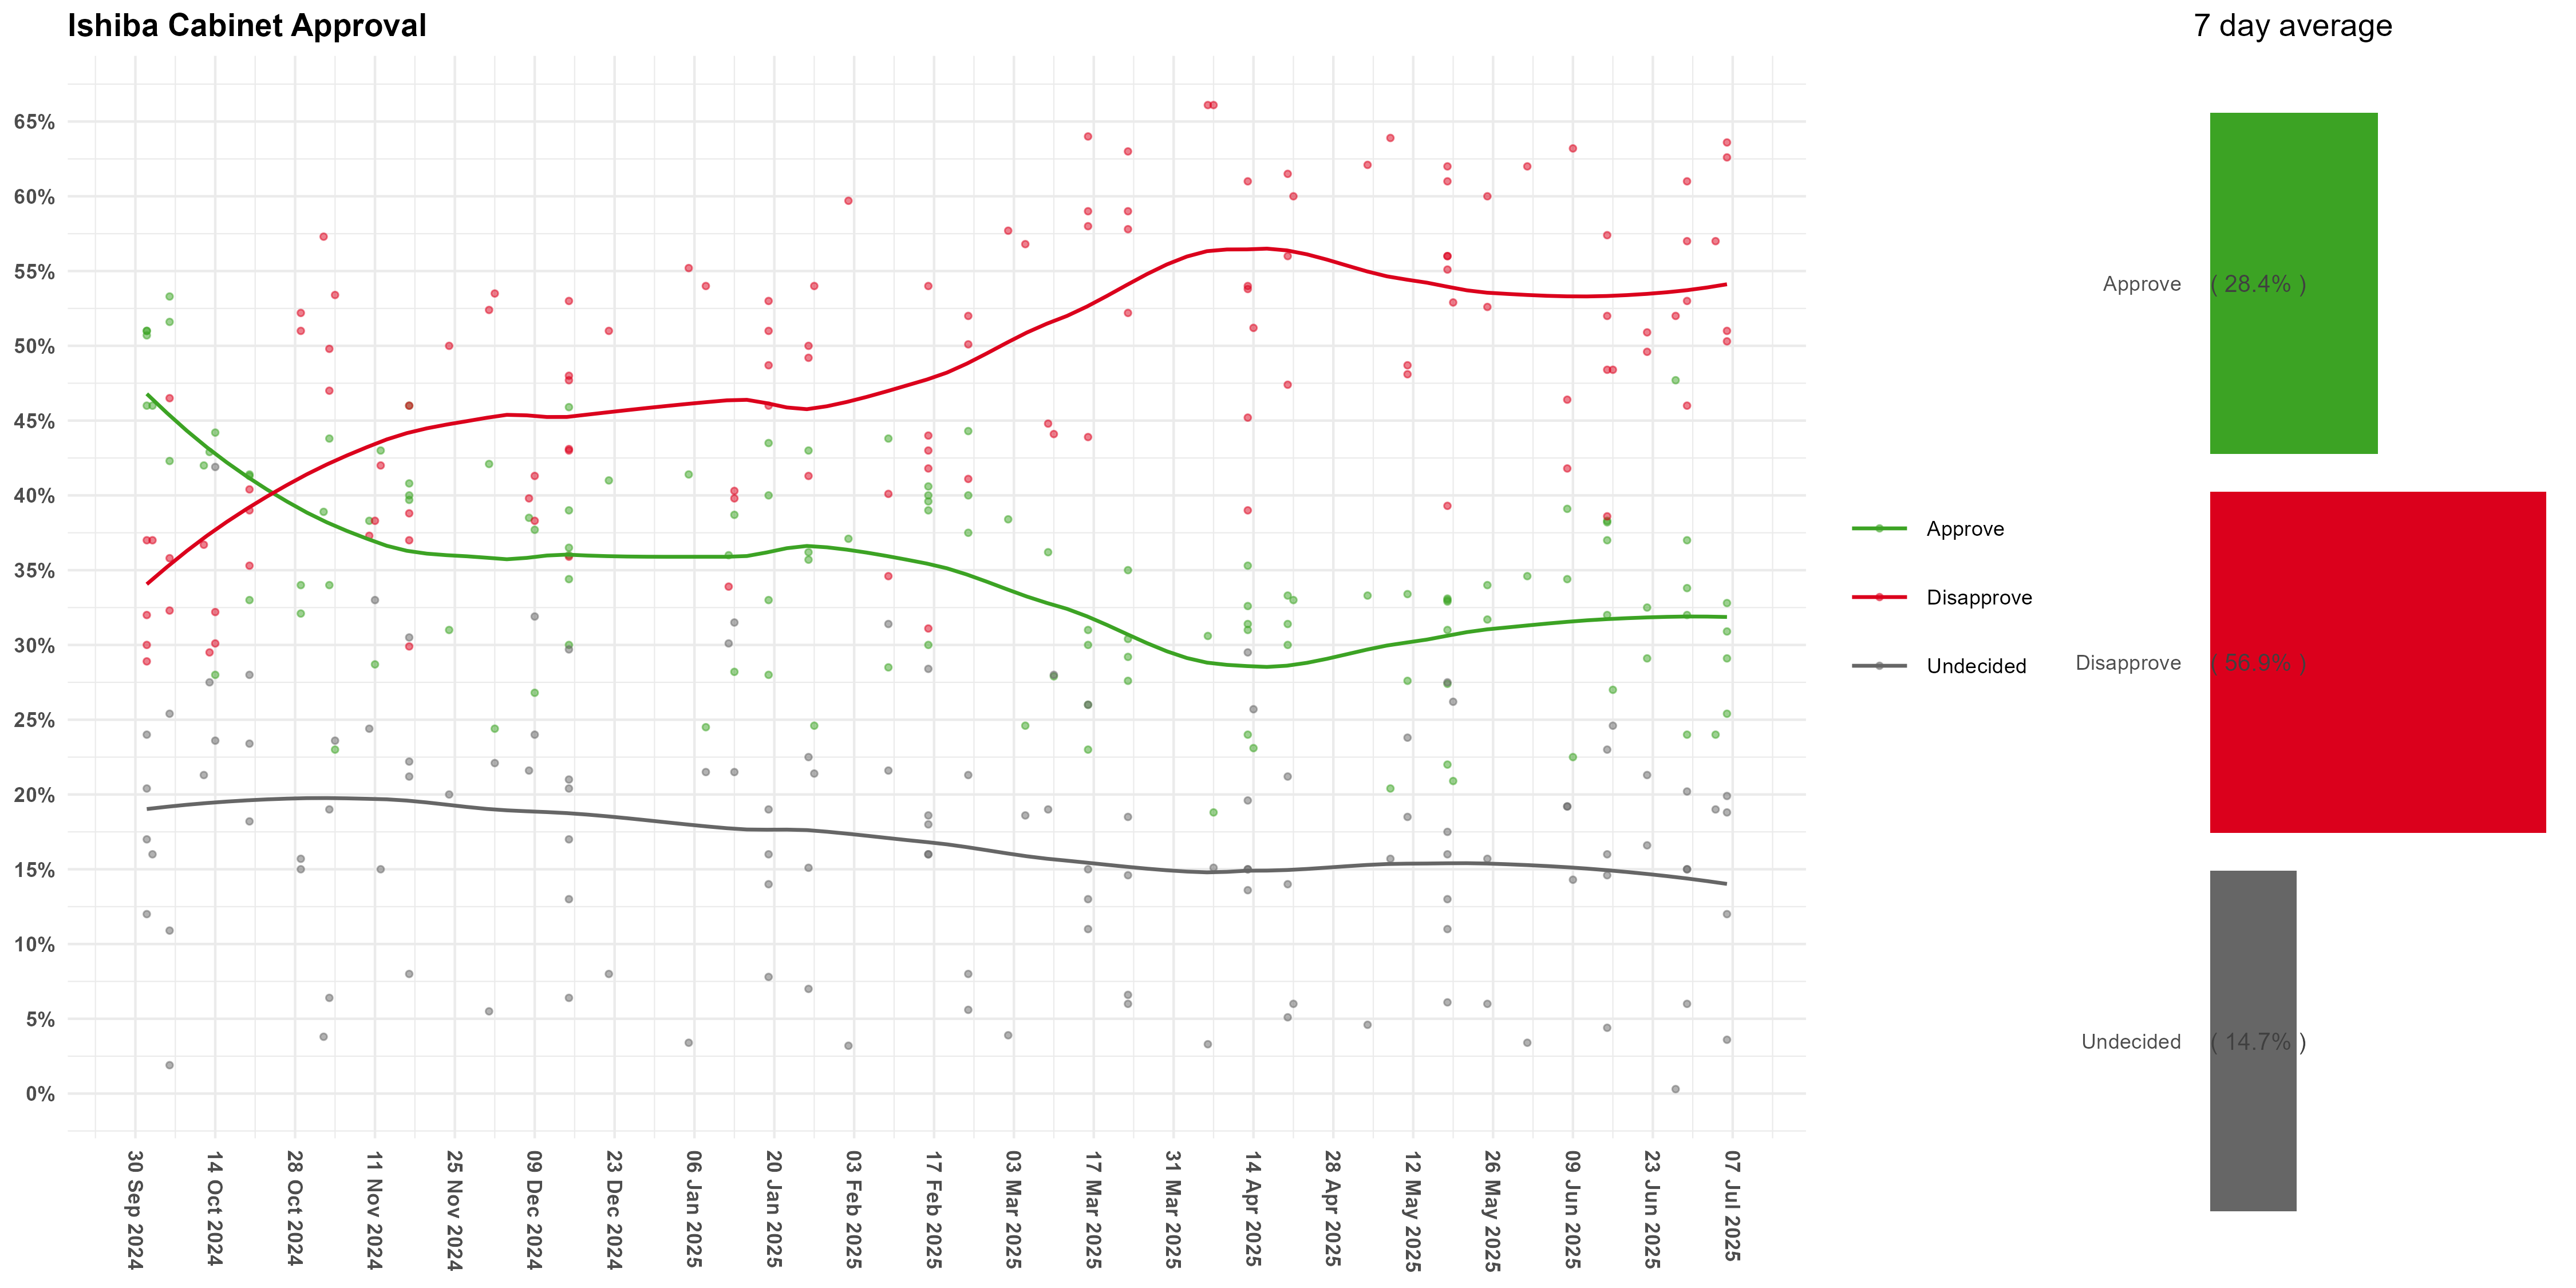 Ishiba Cabinet Approval
7 day average
65%
60%
55%
50%
45%
40%
35%
30%
25%
20%
15%
10%
5%
0%
30 Sep 2024
14 Oct 2024
28 Oct 2024
11 Nov 2024
25 Nov 2024
09 Dec 2024
23 Dec 2024
06 Jan 2025
20 Jan 2025
03 Feb 2025
17 Feb 2025
03 Mar 2025
17 Mar 2025
31 Mar 2025
14 Apr 2025
28 Apr 2025
12 May 2025
26 May 2025
09 Jun 2025
23 Jun 2025
07 Jul 2025
Approve
Disapprove
Undecided
Approve ( 28.4% )
Disapprove ( 56.9% )
Undecided ( 14.7% )